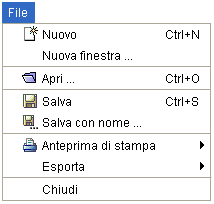 File
Nuovo Ctrl+N
Nuova finestra ...
Apri ... Ctrl+O
Salva Ctrl+S
Salva con nome ...
Anteprima di stampa
Esporta
Chiudi